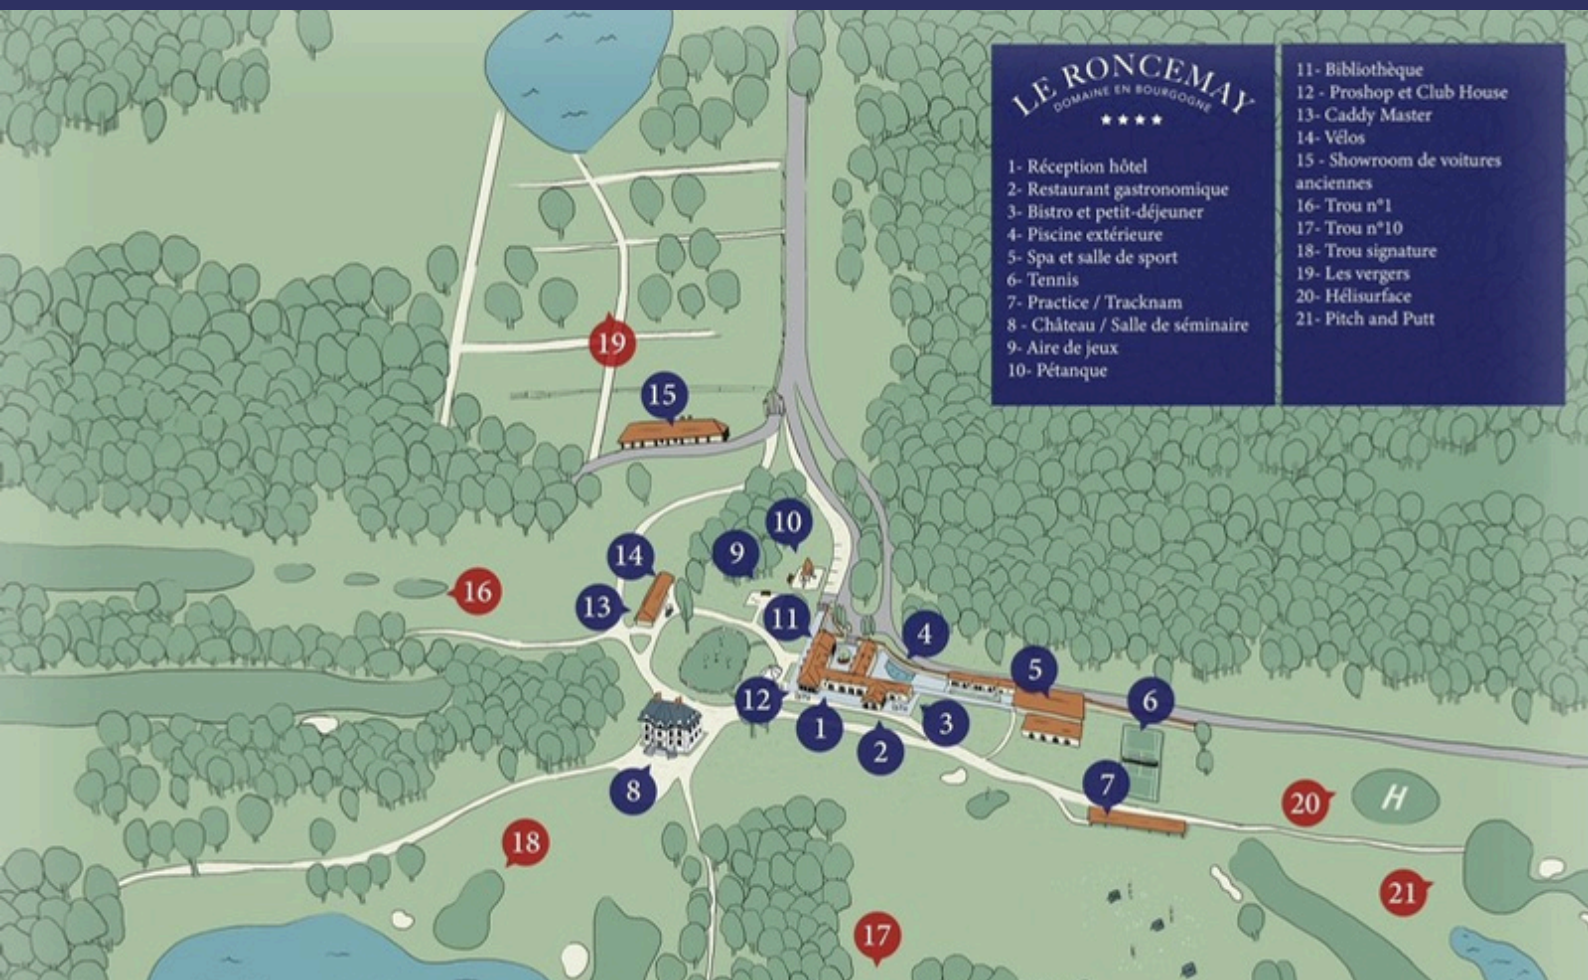 LE RONCEMAY
DOMAINE EN BOURGOGNE
1- Réception hôtel
2- Restaurant gastronomique
3- Bistro et petit-déjeuner
4- Piscine extérieure
5- Spa et salle de sport
6- Tennis
7- Practice / Tracknam
8 - Château / Salle de séminaire
9- Aire de jeux
10- Pétanque
11- Bibliothèque
12 - Proshop et Club House
13- Caddy Master
14- Vélos
15 - Showroom de voitures
anciennes
16- Trou n°1
17- Trou n°10
18- Trou signature
19- Les vergers
20- Hélisurface
21- Pitch and Putt
19
15
10
9
14
16
13
11
4
5
12
6
1
3
2
7
8
20
H
18
21
17